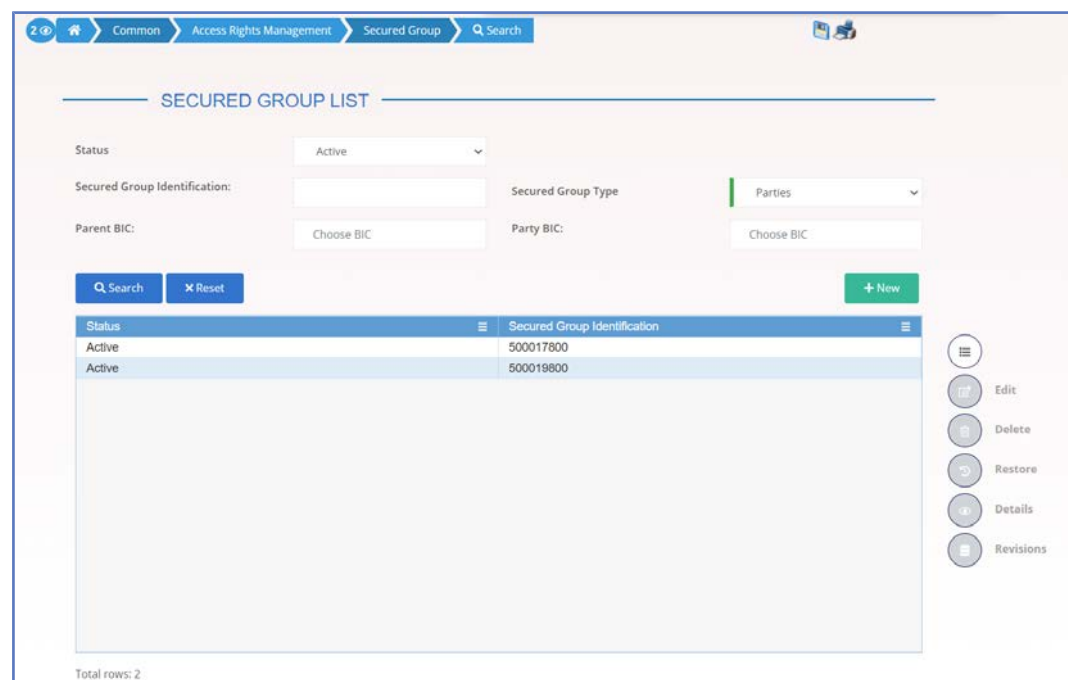 2 Common Access Rights Management Secured Group Search
SECURED GROUP LIST
Status Active
Secured Group Identification: Secured Group Type Parties
Parent BIC: Choose BIC Party BIC: Choose BIC
Search Reset + New
Status Secured Group Identification
Active 500017800
Active 500019800
Edit
Delete
Restore
Details
Revisions
Total rows: 2